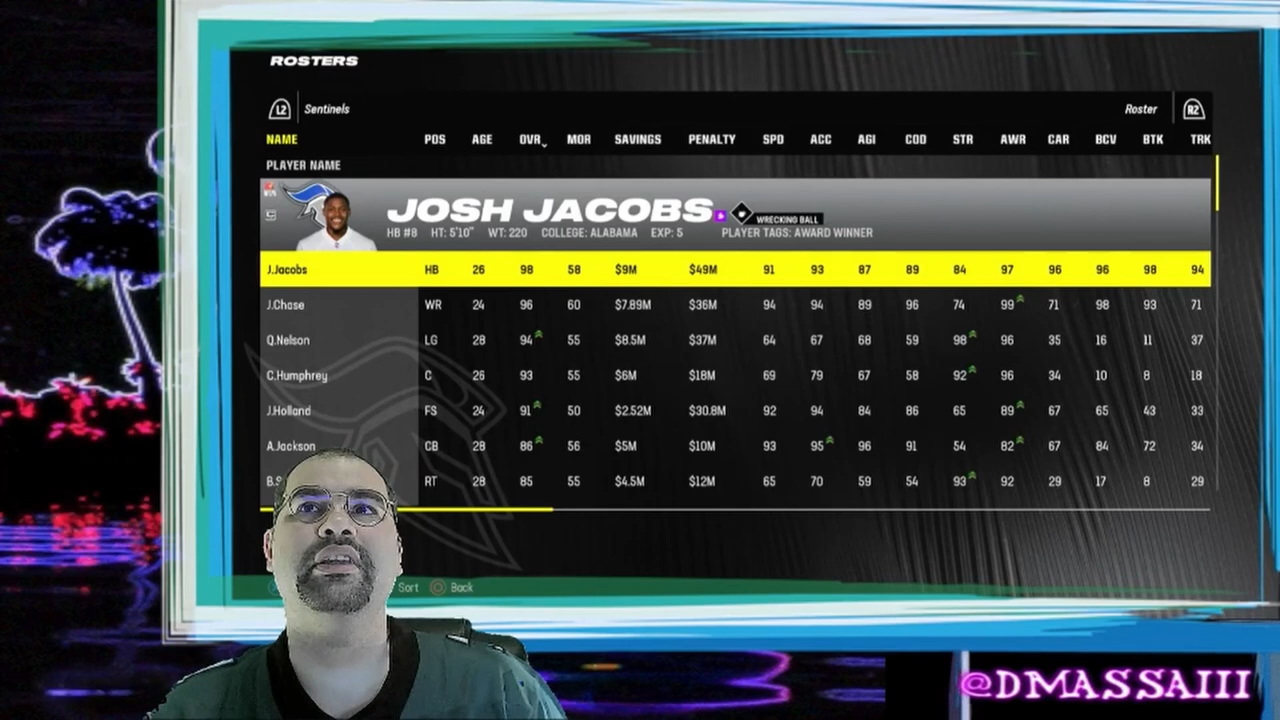 ROSTERS
L2 Sentinels Roster R2
NAME POS AGE OVR MOR SAVINGS PENALTY SPD ACC AGI COD STR AWR CAR BCV BTK TRK
PLAYER NAME
JOSH JACOBS WRECKING BALL
HB #8 HT: 5'10" WT: 220 COLLEGE: ALABAMA EXP: 5 PLAYER TAGS: AWARD WINNER
J.Jacobs HB 26 98 58 $9M $49M 91 93 87 89 84 97 96 96 98 94
J.Chase WR 24 96 60 $7.89M $36M 94 94 89 96 74 99 71 98 93 71
Q.Nelson LG 28 94 55 $8.5M $37M 64 67 68 59 98 96 35 16 11 37
C.Humphrey C 26 93 55 $6M $18M 69 79 67 58 92 96 34 10 8 18
J.Holland FS 24 91 50 $2.52M $30.8M 92 94 84 86 65 89 67 65 43 33
A.Jackson CB 28 86 56 $5M $10M 93 95 96 91 54 82 67 84 72 34
RT 28 85 55 $4.5M $12M 65 70 59 54 93 92 29 17 8 29
Sort Back
@DMASSAIII